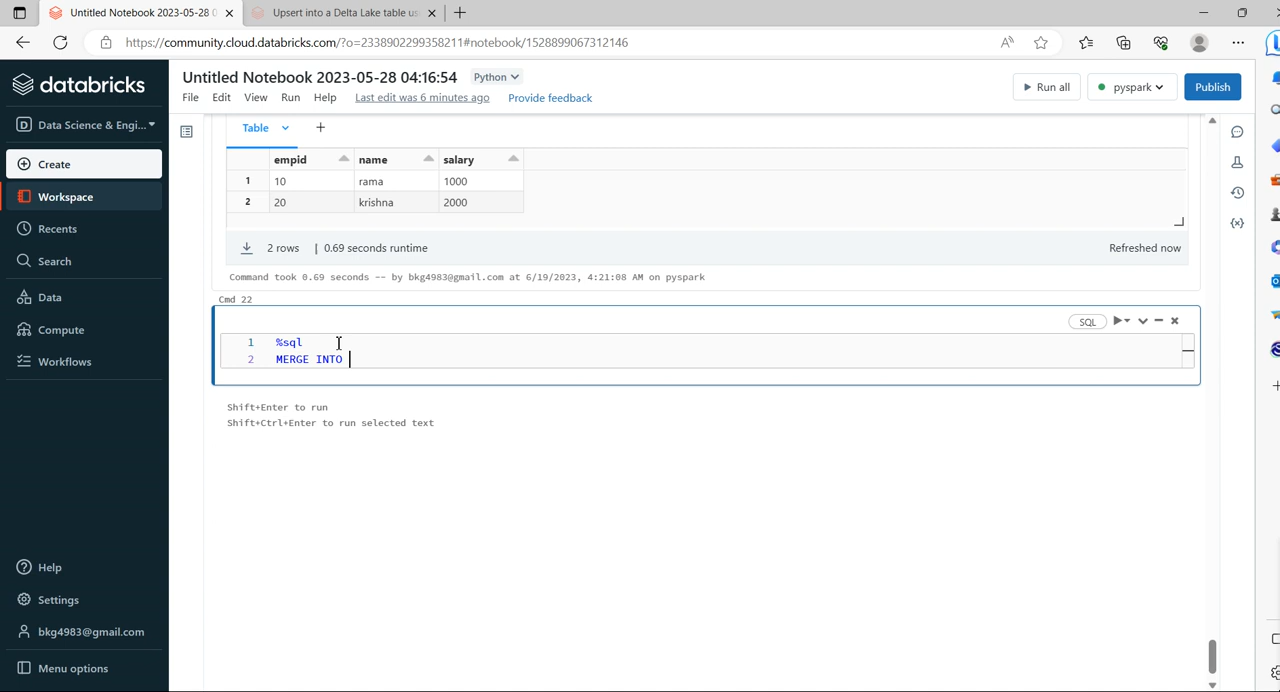 Untitled Notebook 2023-05-28 0
Upsert into a Delta Lake table us
https://community.cloud.databricks.com/?o=2338902299358211#notebook/1528899067312146
databricks
Untitled Notebook 2023-05-28 04:16:54
Python
File
Edit
View
Run
Help
Last edit was 6 minutes ago
Provide feedback
Run all
pyspark
Publish
Data Science & Engi...
Create
Workspace
Recents
Search
Data
Compute
Workflows
Help
Settings
bkg4983@gmail.com
Menu options
Table
empid name salary
1 10 rama 1000
2 20 krishna 2000
2 rows | 0.69 seconds runtime
Refreshed now
Command took 0.69 seconds -- by bkg4983@gmail.com at 6/19/2023, 4:21:08 AM on pyspark
Cmd 22
SQL
1 %sql
2 MERGE INTO
Shift+Enter to run
Shift+Ctrl+Enter to run selected text